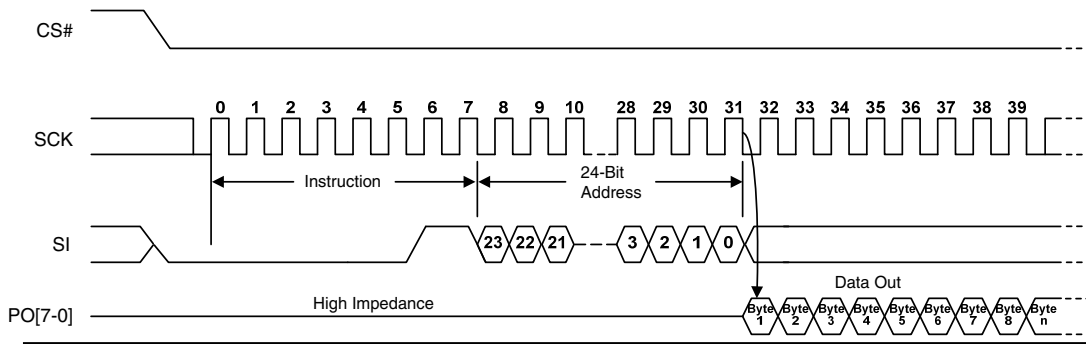 CS#
0 1 2 3 4 5 6 7 8 9 10 28 29 30 31 32 33 34 35 36 37 38 39
SCK
Instruction
24-Bit
Address
SI
23 22 21 3 2 1 0
Data Out
High Impedance
PO[7-0]
Byte 1 Byte 2 Byte 3 Byte 4 Byte 5 Byte 6 Byte 7 Byte 8 Byte n